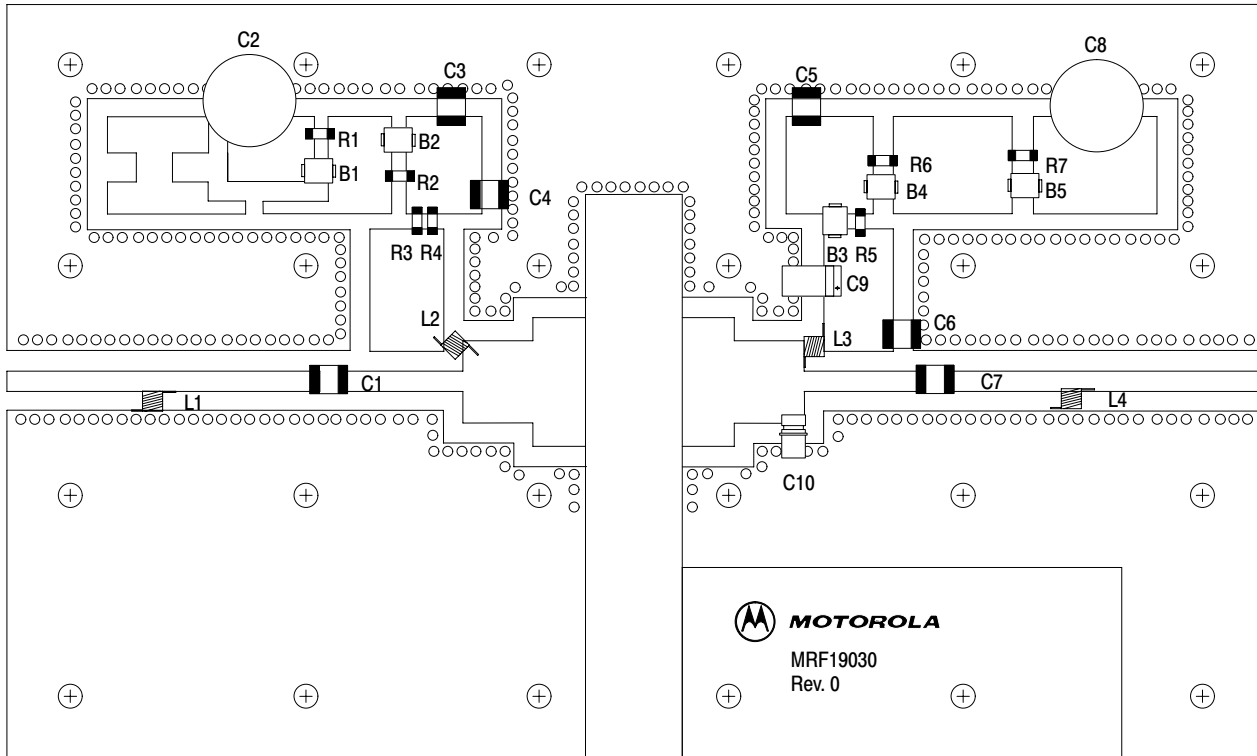 C2
C8
C3
C5
R1
B2
B1
R2
R6
R7
B4
B5
C4
R3 R4
B3 R5
C9
L2
L3
C6
C1
C7
L1
L4
C10
MOTOROLA
MRF19030
Rev. 0